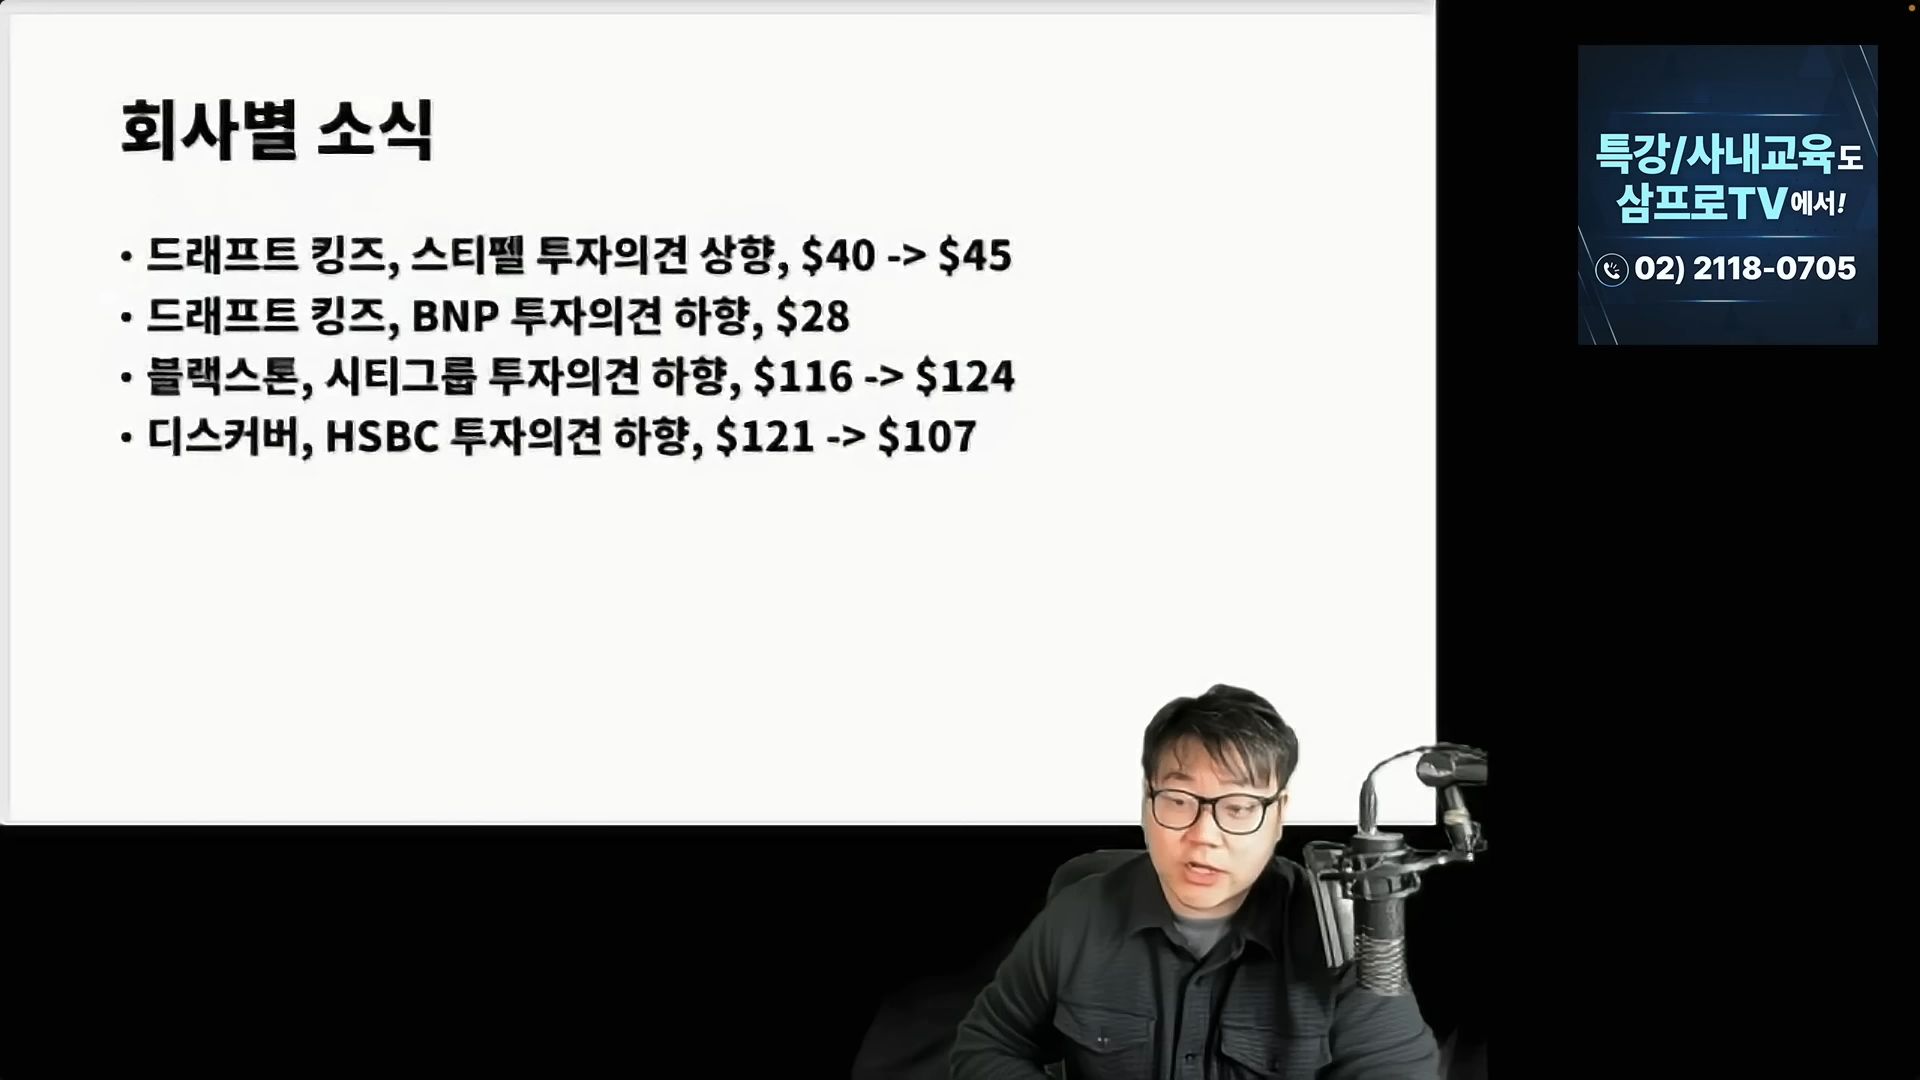 회사별 소식
• 드래프트 킹즈, 스티펠 투자의견 상향, $40 -> $45
• 드래프트 킹즈, BNP 투자의견 하향, $28
• 블랙스톤, 시티그룹 투자의견 하향, $116 -> $124
• 디스커버, HSBC 투자의견 하향, $121 -> $107
특강/사내교육도
삼프로TV에서!
02) 2118-0705